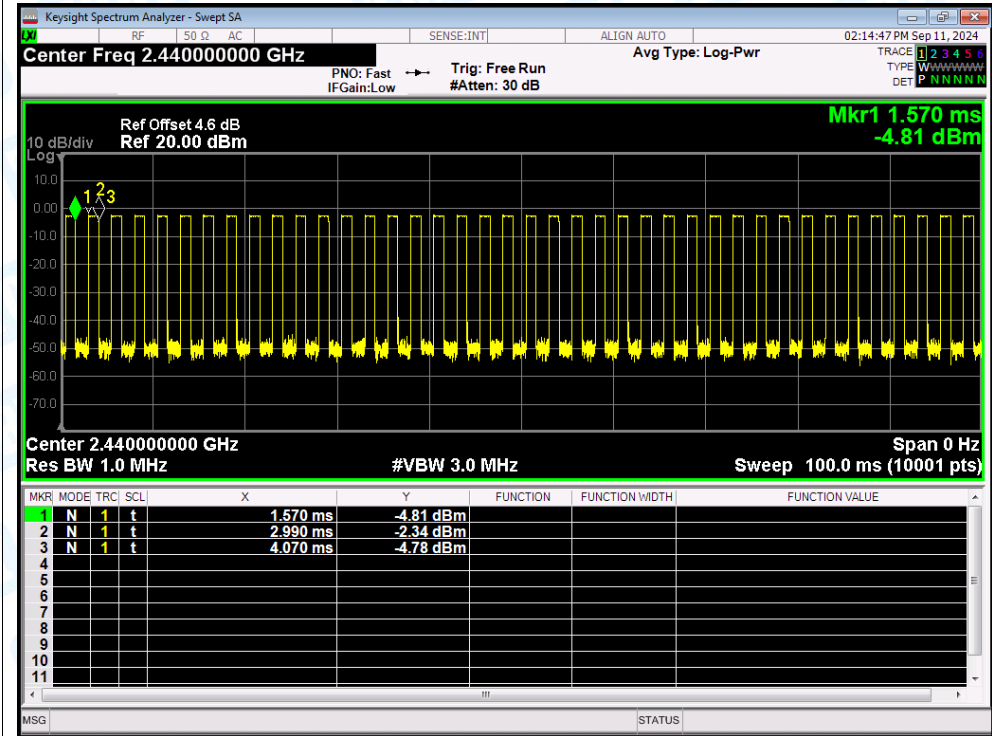 Keysight Spectrum Analyzer - Swept SA
LXI RF 50 Ω AC SENSE:INT ALIGN AUTO 02:14:47 PM Sep 11, 2024
Center Freq 2.440000000 GHz Avg Type: Log-Pwr TRACE 1 2 3 4 5 6
PNO: Fast Trig: Free Run TYPE WWWWWW
IFGain:Low #Atten: 30 dB DET P N N N N N
Mkr1 1.570 ms
Ref Offset 4.6 dB
10 dB/div Ref 20.00 dBm -4.81 dBm
Log
10.0
1 2 3
0.00
-10.0
-20.0
-30.0
-40.0
-50.0
-60.0
-70.0
Center 2.440000000 GHz Span 0 Hz
Res BW 1.0 MHz #VBW 3.0 MHz Sweep 100.0 ms (10001 pts)
MKR MODE TRC SCL X Y FUNCTION FUNCTION WIDTH FUNCTION VALUE
1 N 1 t 1.570 ms -4.81 dBm
2 N 1 t 2.990 ms -2.34 dBm
3 N 1 t 4.070 ms -4.78 dBm
4
5
6
7
8
9
10
11
MSG STATUS